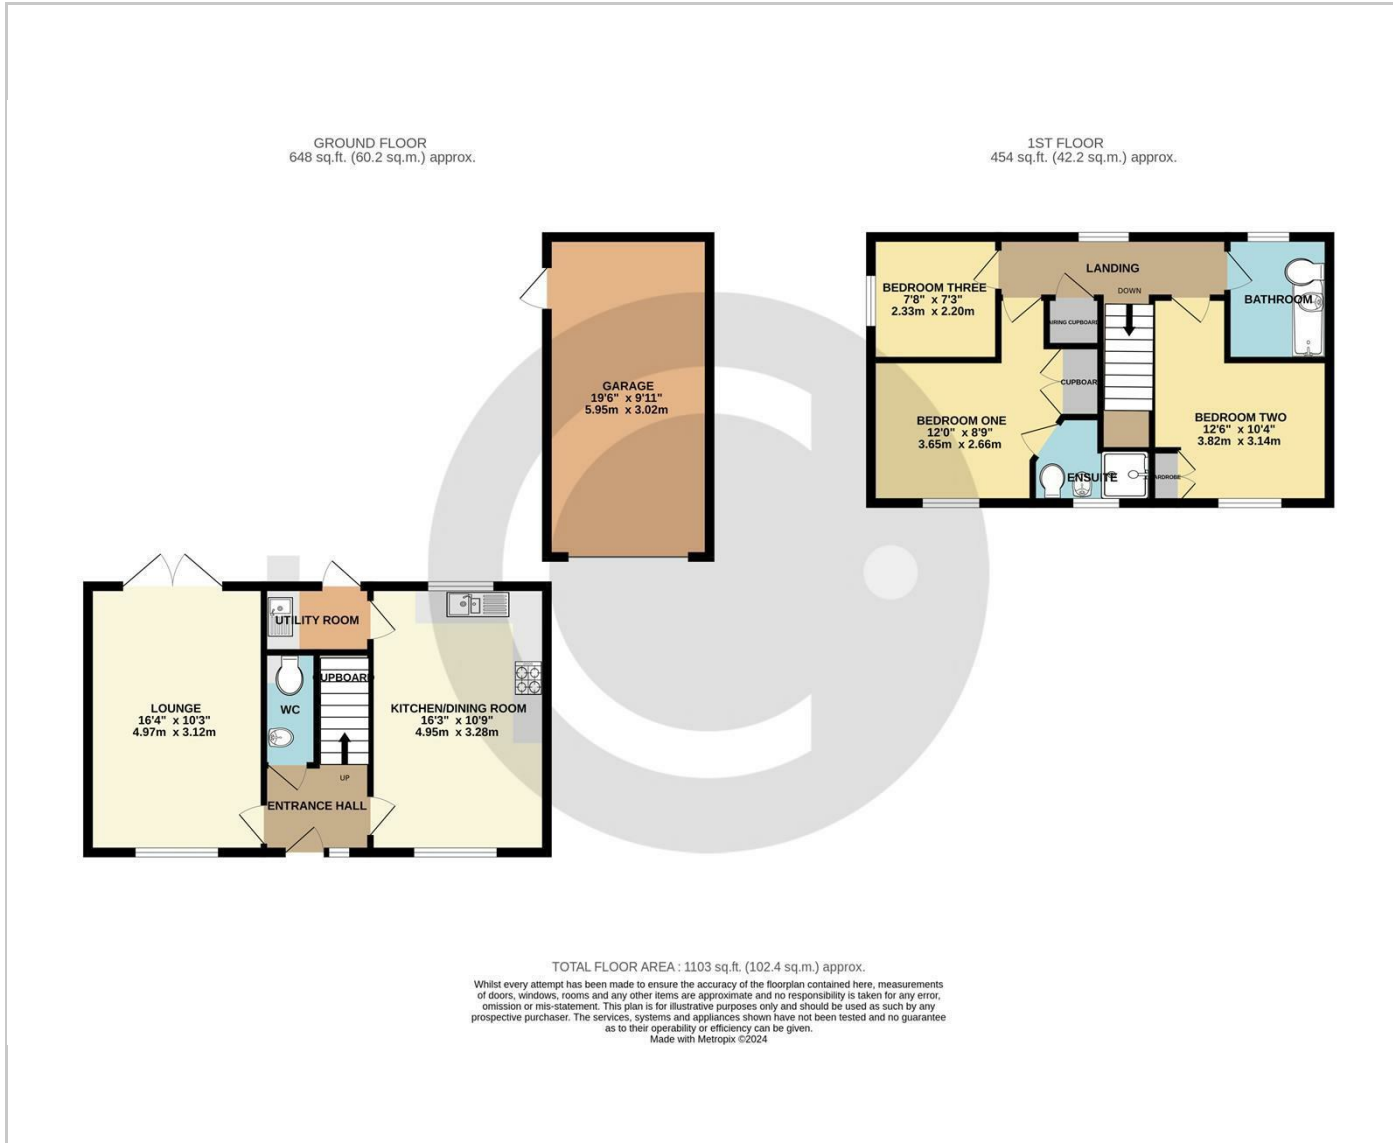 GROUND FLOOR
648 sq.ft. (60.2 sq.m.) approx.
1ST FLOOR
454 sq.ft. (42.2 sq.m.) approx.
GARAGE
19'6" x 9'11"
5.95m x 3.02m
LANDING
DOWN
BEDROOM THREE
7'8" x 7'3"
2.33m x 2.20m
BATHROOM
AIRING CUPBOARD
CUPBOARD
BEDROOM ONE
12'0" x 8'9"
3.65m x 2.66m
BEDROOM TWO
12'6" x 10'4"
3.82m x 3.14m
ENSUITE
WARDROBE
UTILITY ROOM
CUPBOARD
WC
LOUNGE
16'4" x 10'3"
4.97m x 3.12m
KITCHEN/DINING ROOM
16'3" x 10'9"
4.95m x 3.28m
UP
ENTRANCE HALL
TOTAL FLOOR AREA : 1103 sq.ft. (102.4 sq.m.) approx.
Whilst every attempt has been made to ensure the accuracy of the floorplan contained here, measurements
of doors, windows, rooms and any other items are approximate and no responsibility is taken for any error,
omission or mis-statement. This plan is for illustrative purposes only and should be used as such by any
prospective purchaser. The services, systems and appliances shown have not been tested and no guarantee
as to their operability or efficiency can be given.
Made with Metropix ©2024